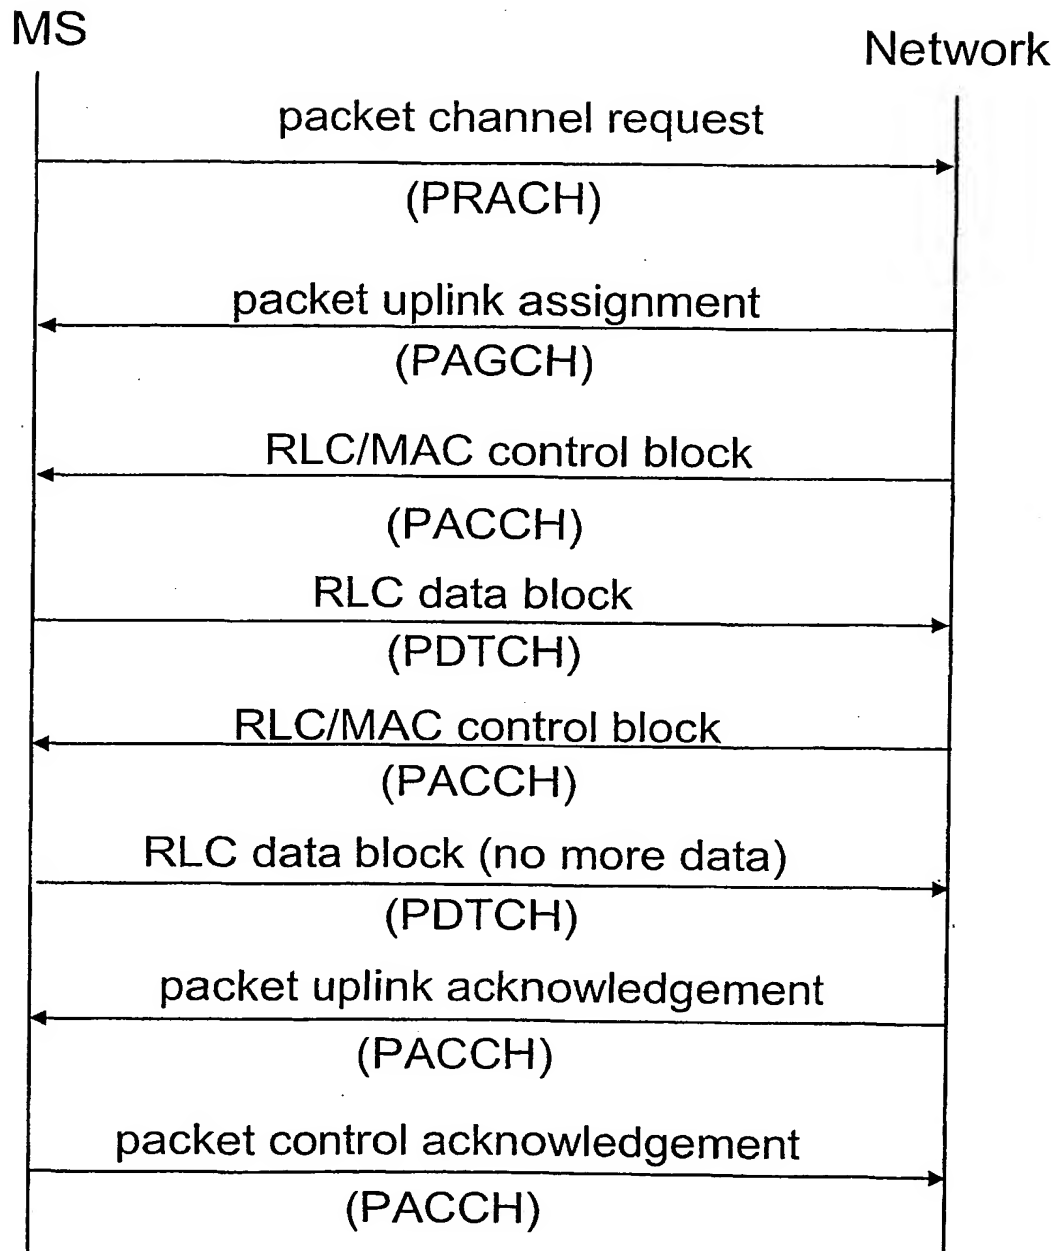 MS
Network
packet channel request
(PRACH)
packet uplink assignment
(PAGCH)
RLC/MAC control block
(PACCH)
RLC data block
(PDTCH)
RLC/MAC control block
(PACCH)
RLC data block (no more data)
(PDTCH)
packet uplink acknowledgement
(PACCH)
packet control acknowledgement
(PACCH)